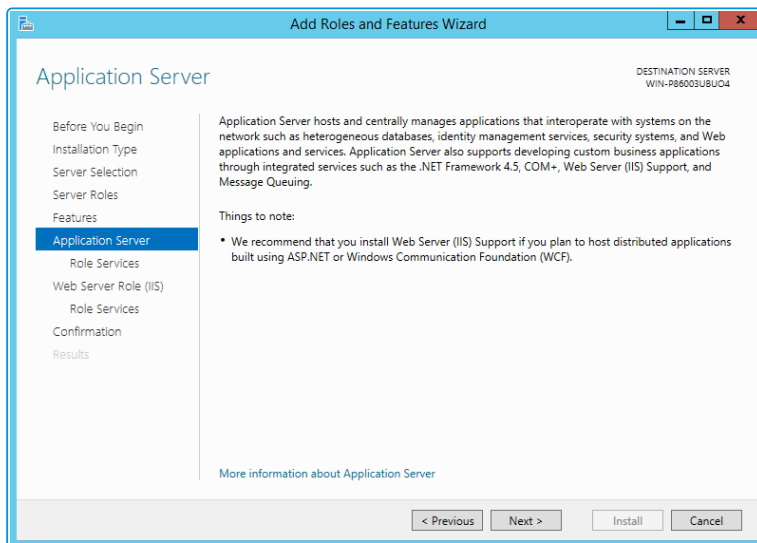 Add Roles and Features Wizard
Application Server
DESTINATION SERVER
WIN-P86003UBUO4
Before You Begin
Installation Type
Server Selection
Server Roles
Features
Application Server
Role Services
Web Server Role (IIS)
Role Services
Confirmation
Results
Application Server hosts and centrally manages applications that interoperate with systems on the
network such as heterogeneous databases, identity management services, security systems, and Web
applications and services. Application Server also supports developing custom business applications
through integrated services such as the .NET Framework 4.5, COM+, Web Server (IIS) Support, and
Message Queuing.
Things to note:
• We recommend that you install Web Server (IIS) Support if you plan to host distributed applications
built using ASP.NET or Windows Communication Foundation (WCF).
More information about Application Server
< Previous
Next >
Install
Cancel